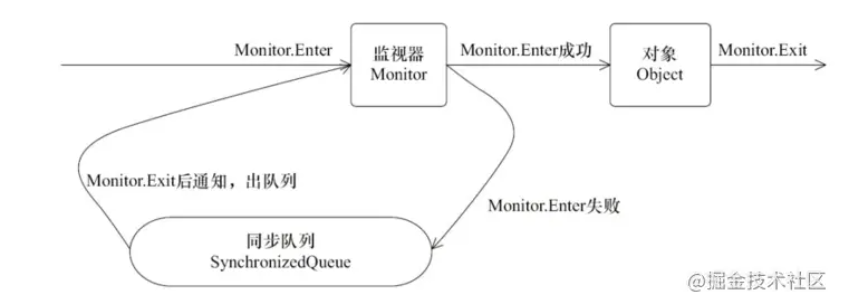 Monitor.Enter
监视器
Monitor
Monitor.Enter成功
对象
Object
Monitor.Exit
Monitor.Exit后通知，出队列
Monitor.Enter失败
同步队列
SynchronizedQueue
@掘金技术社区